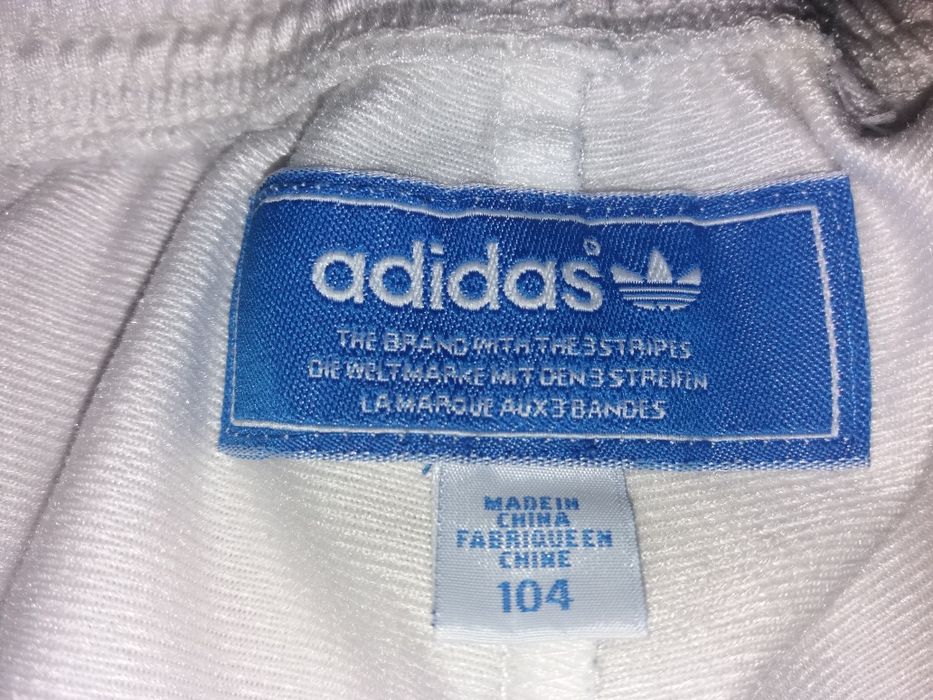 adidas®
THE BRAND WITH THE 3 STRIPES
DIE WELTMARKE MIT DEN 3 STREIFEN
LA MARQUE AUX 3 BANDES
MADE IN
CHINA
FABRIQUE EN
CHINE
104